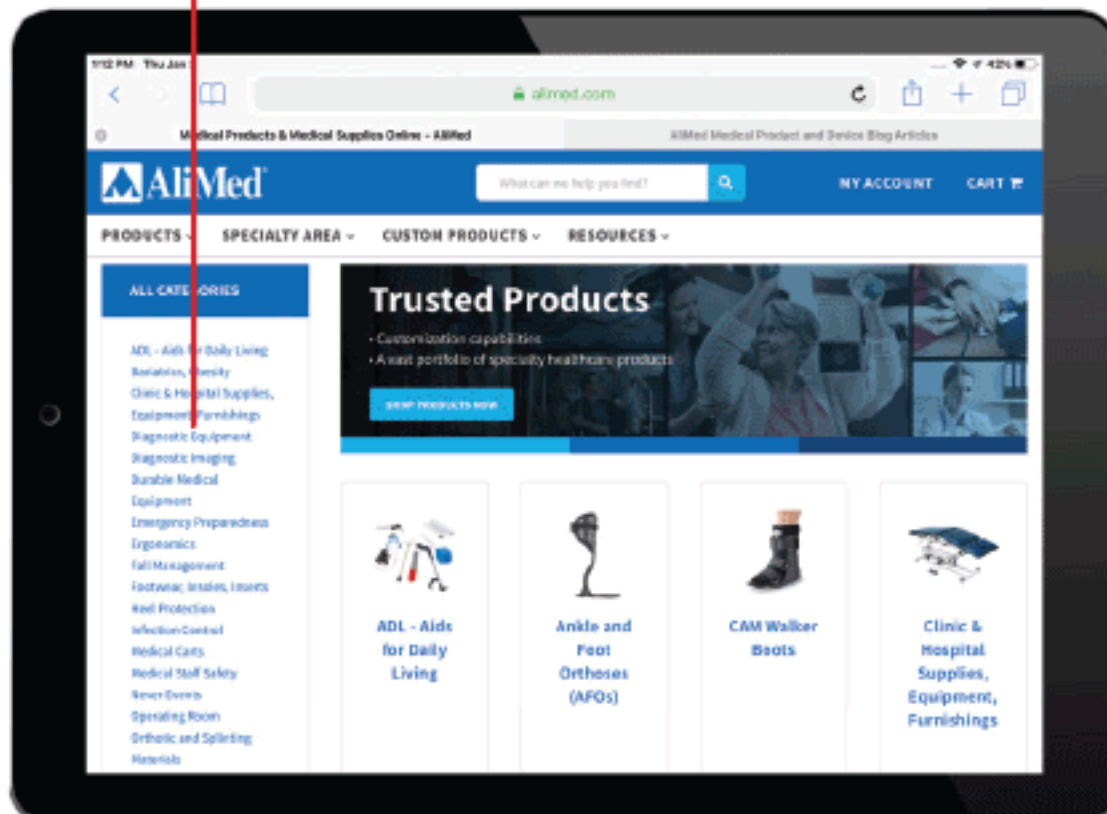 1:12 PM Thu Jan
42%
alimed.com
Medical Products & Medical Supplies Online - AliMed
AliMed Medical Product and Device Blog Articles
AliMed
What can we help you find?
MY ACCOUNT
CART
PRODUCTS
SPECIALTY AREA
CUSTOM PRODUCTS
RESOURCES
ALL CATEGORIES
ADL - Aids for Daily Living
Bariatrics, Obesity
Clinic & Hospital Supplies,
Equipment, Furnishings
Diagnostic Equipment
Diagnostic Imaging
Durable Medical
Equipment
Emergency Preparedness
Ergonomics
Fall Management
Footwear, Insoles, Inserts
Heel Protection
Infection Control
Medical Carts
Medical Staff Safety
Never Events
Operating Room
Orthotic and Splinting
Materials
Trusted Products
• Customization capabilities
• A vast portfolio of specialty healthcare products
SHOP PRODUCTS NOW
ADL - Aids
for Daily
Living
Ankle and
Foot
Orthoses
(AFOs)
CAM Walker
Boots
Clinic &
Hospital
Supplies,
Equipment,
Furnishings